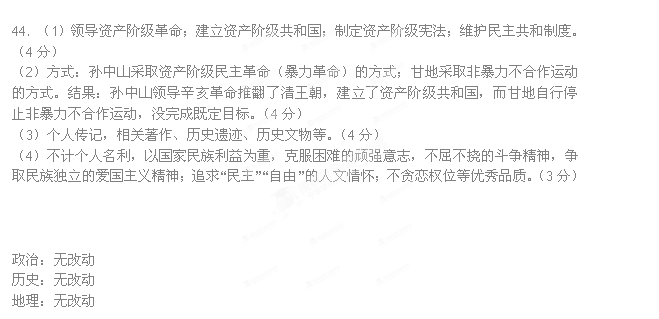 44.（1）领导资产阶级革命；建立资产阶级共和国；制定资产阶级宪法；维护民主共和制度。
（4分）
（2）方式：孙中山采取资产阶级民主革命（暴力革命）的方式；甘地采取非暴力不合作运动
的方式。结果：孙中山领导辛亥革命推翻了清王朝，建立了资产阶级共和国，而甘地自行停
止非暴力不合作运动，没完成既定目标。（4分）
（3）个人传记，相关著作、历史遗迹、历史文物等。（4分）
（4）不计个人名利，以国家民族利益为重，克服困难的顽强意志，不屈不挠的斗争精神，争
取民族独立的爱国主义精神；追求“民主”“自由”的人文情怀；不贪恋权位等优秀品质。（3分）
政治：无改动
历史：无改动
地理：无改动